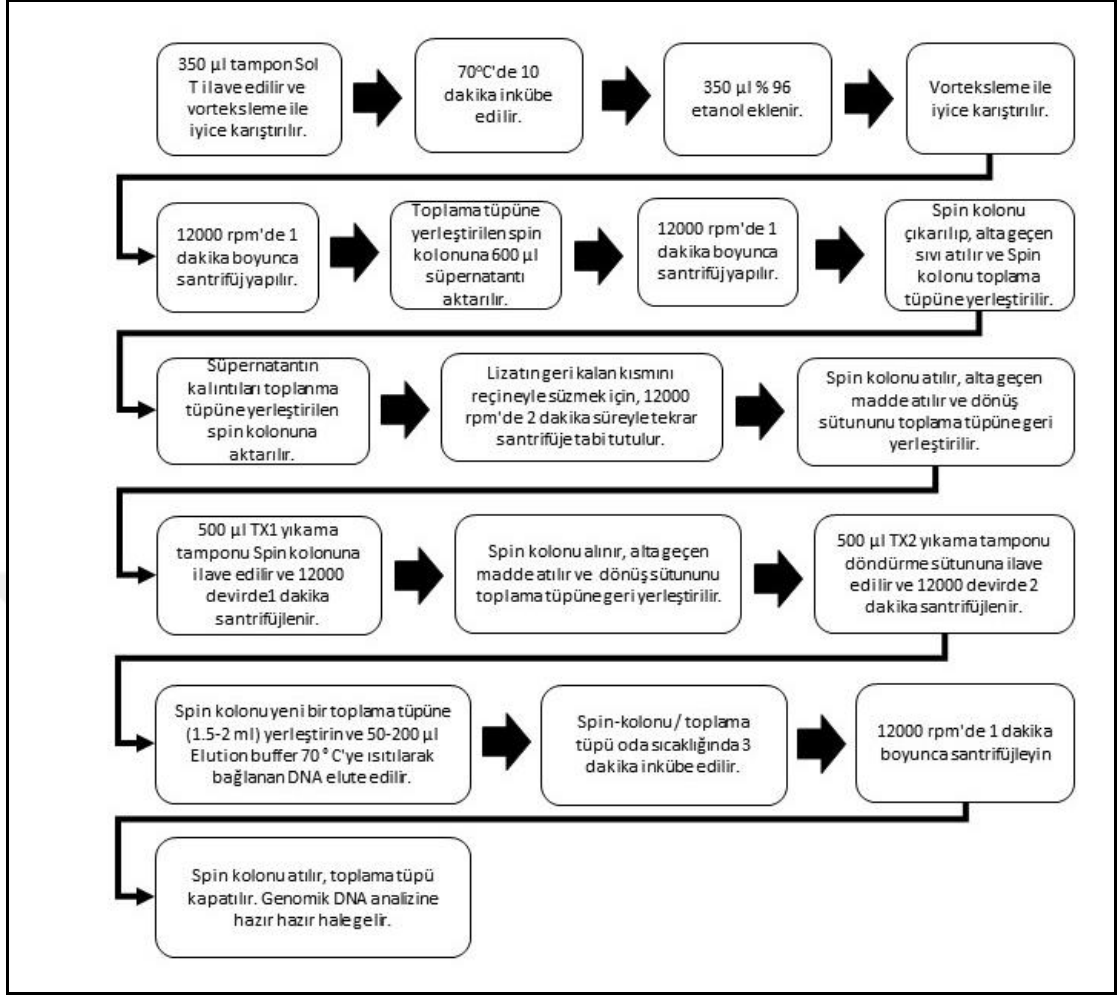 350 µl tampon Sol
T ilave edilir ve
vorteksleme ile
iyice karıştırılır.
70°C'de 10
dakika inkübe
edilir.
350 µl % 96
etanol eklenir.
Vorteksleme ile
iyice karıştırılır.
12000 rpm'de 1
dakika boyunca
santrifüj yapılır.
Toplama tüpüne
yerleştirilen spin
kolonuna 600 µl
süpernatantı
aktarılır.
12000 rpm'de 1
dakika boyunca
santrifüj yapılır.
Spin kolonu
çıkarılıp, alta geçen
sıvı atılır ve Spin
kolonu toplama
tüpüne yerleştirilir.
Süpernatantın
kalıntıları toplanma
tüpüne yerleştirilen
spin kolonuna
aktarılır.
Lizatın geri kalan kısmını
reçineyle süzmek için, 12000
rpm'de 2 dakika süreyle tekrar
santrifüje tabi tutulur.
Spin kolonu atılır, alta geçen
madde atılır ve dönüş
sütununu toplama tüpüne geri
yerleştirilir.
500 µl TX1 yıkama
tamponu Spin kolonuna
ilave edilir ve 12000
devirde1 dakika
santrifüjlenir.
Spin kolonu alınır, alta geçen
madde atılır ve dönüş sütununu
toplama tüpüne geri yerleştirilir.
500 µl TX2 yıkama tamponu
döndürme sütununa ilave
edilir ve 12000 devirde 2
dakika santrifüjlenir.
Spin kolonu yeni bir toplama tüpüne
(1.5-2 ml) yerleştirin ve 50-200 µl
Elution buffer 70 ° C'ye ısıtılarak
bağlanan DNA elute edilir.
Spin-kolonu / toplama
tüpü oda sıcaklığında 3
dakika inkübe edilir.
12000 rpm'de 1 dakika
boyunca santrifüjleyin
Spin kolonu atılır, toplama tüpü
kapatılır. Genomik DNA analizine
hazır hazır hale gelir.